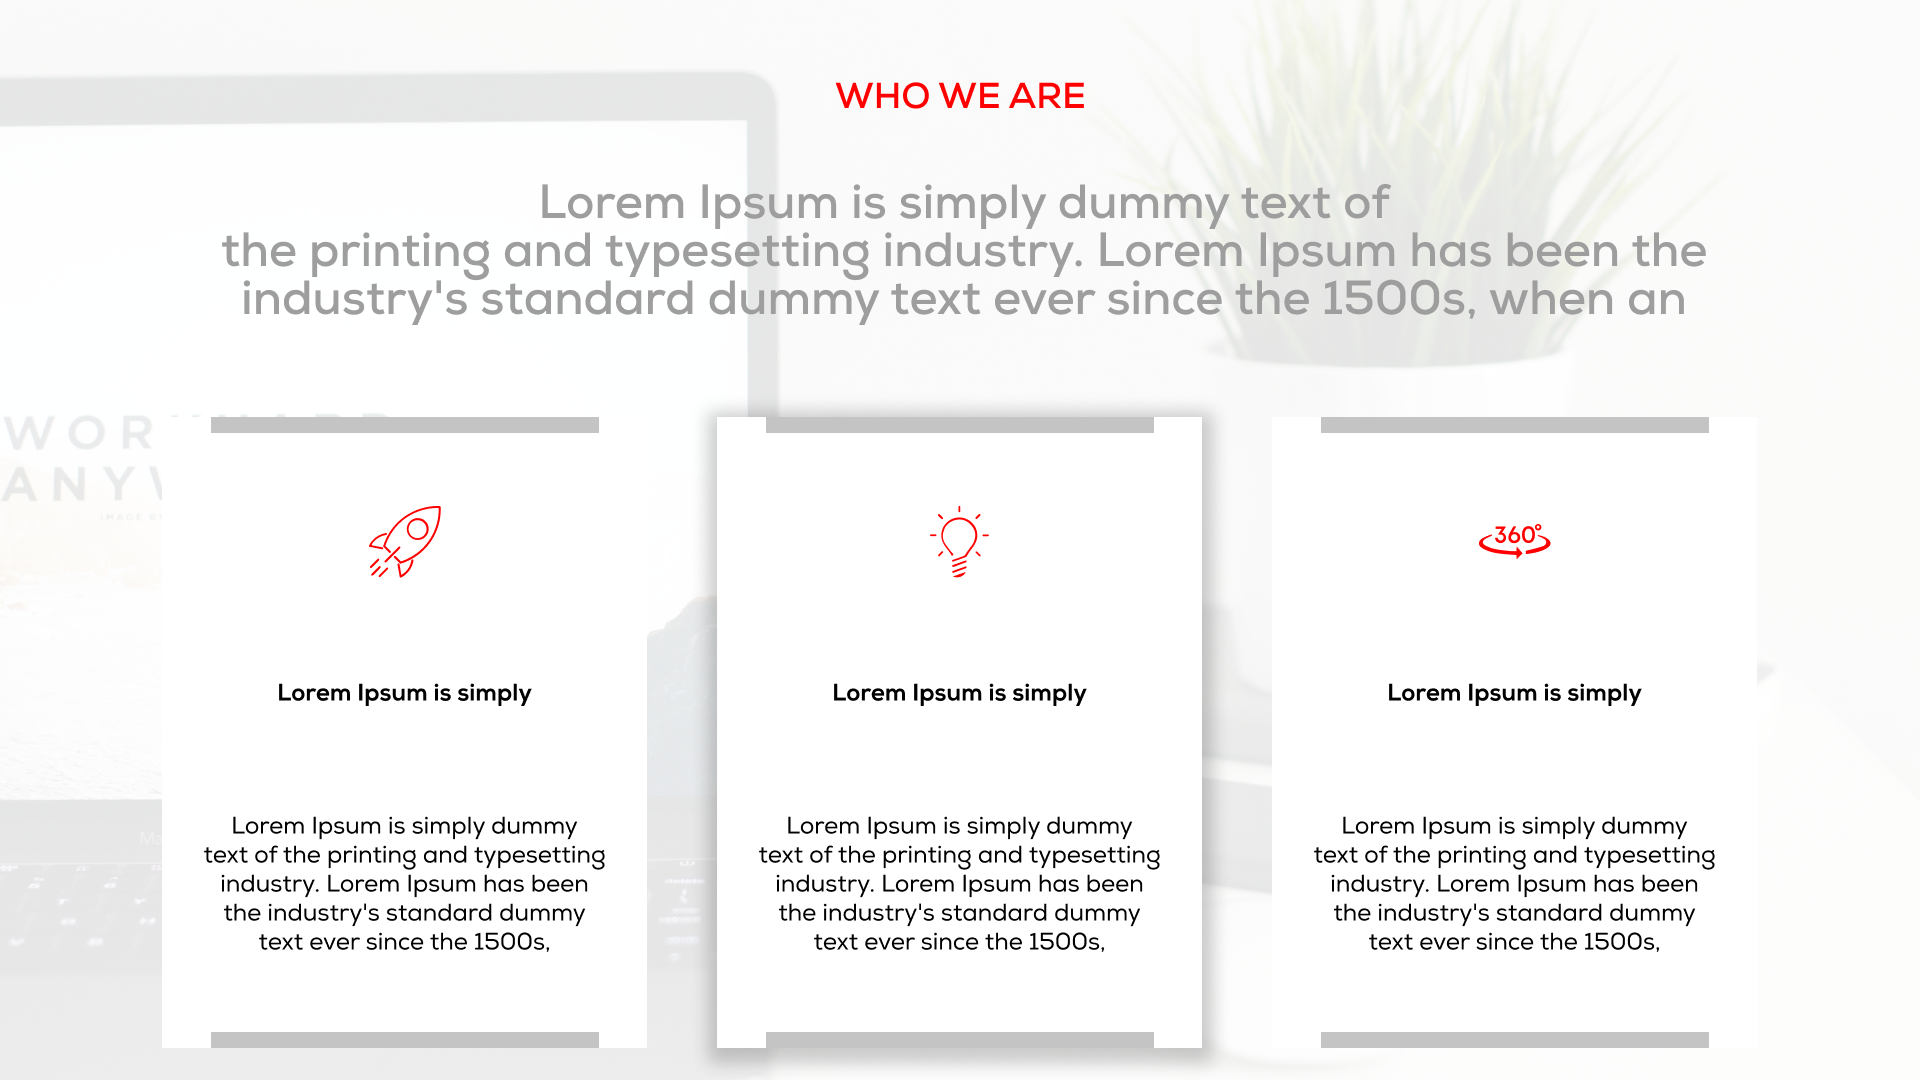 WHO WE ARE
Lorem Ipsum is simply dummy text of
the printing and typesetting industry. Lorem Ipsum has been the
industry's standard dummy text ever since the 1500s, when an
360°
Lorem Ipsum is simply
Lorem Ipsum is simply
Lorem Ipsum is simply
Lorem Ipsum is simply dummy
text of the printing and typesetting
industry. Lorem Ipsum has been
the industry's standard dummy
text ever since the 1500s,
Lorem Ipsum is simply dummy
text of the printing and typesetting
industry. Lorem Ipsum has been
the industry's standard dummy
text ever since the 1500s,
Lorem Ipsum is simply dummy
text of the printing and typesetting
industry. Lorem Ipsum has been
the industry's standard dummy
text ever since the 1500s,